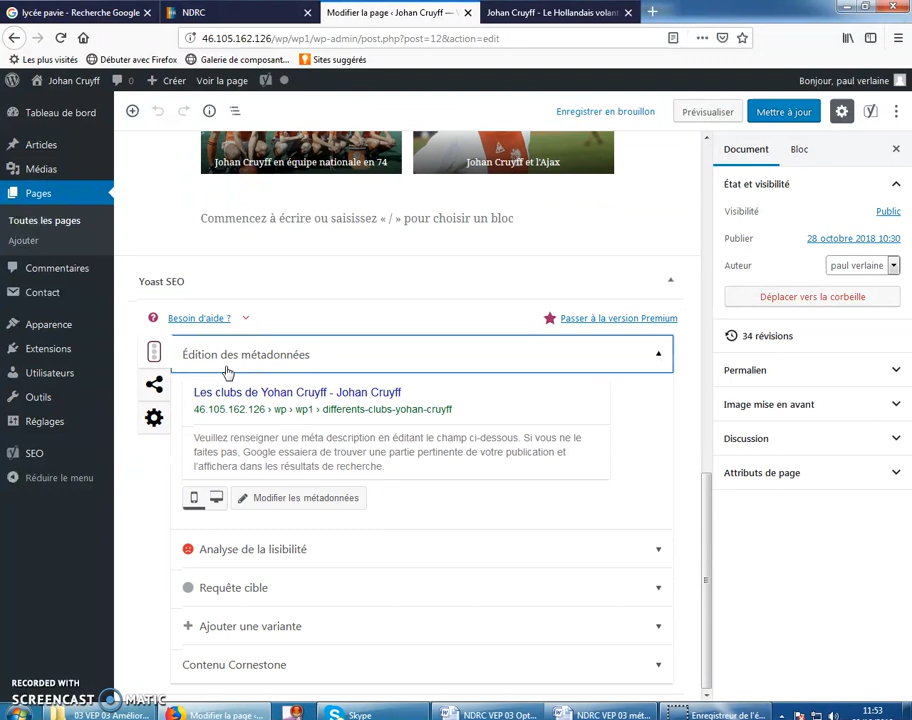 lycée pavie - Recherche Google
NDRC
Modifier la page ‹ Johan Cruyff —
Johan Cruyff - Le Hollandais volant
46.105.162.126/wp/wp1/wp-admin/post.php?post=12&action=edit
Les plus visités
Débuter avec Firefox
Galerie de composant...
Sites suggérés
Johan Cruyff
0
Créer
Voir la page
Bonjour, paul verlaine
Tableau de bord
Articles
Médias
Pages
Toutes les pages
Ajouter
Commentaires
Contact
Apparence
Extensions
Utilisateurs
Outils
Réglages
SEO
Réduire le menu
Enregistrer en brouillon
Prévisualiser
Mettre à jour
Johan Cruyff en équipe nationale en 74
Johan Cruyff et l'Ajax
Commencez à écrire ou saisissez « / » pour choisir un bloc
Yoast SEO
Besoin d'aide ?
Passer à la version Premium
Édition des métadonnées
Les clubs de Yohan Cruyff - Johan Cruyff
46.105.162.126 › wp › wp1 › differents-clubs-yohan-cruyff
Veuillez renseigner une méta description en éditant le champ ci-dessous. Si vous ne le
faites pas, Google essaiera de trouver une partie pertinente de votre publication et
l'affichera dans les résultats de recherche.
Modifier les métadonnées
Analyse de la lisibilité
Requête cible
Ajouter une variante
Contenu Cornestone
Document
Bloc
État et visibilité
Visibilité
Public
Publier
28 octobre 2018 10:30
Auteur
paul verlaine
Déplacer vers la corbeille
34 révisions
Permalien
Image mise en avant
Discussion
Attributs de page
RECORDED WITH
SCREENCAST MATIC
03 VEP 03 Amélior...
Modifier la page ‹...
Skype
NDRC VEP 03 Opt...
NDRC VEP 03 mét...
Enregistreur de l'é...
11:53